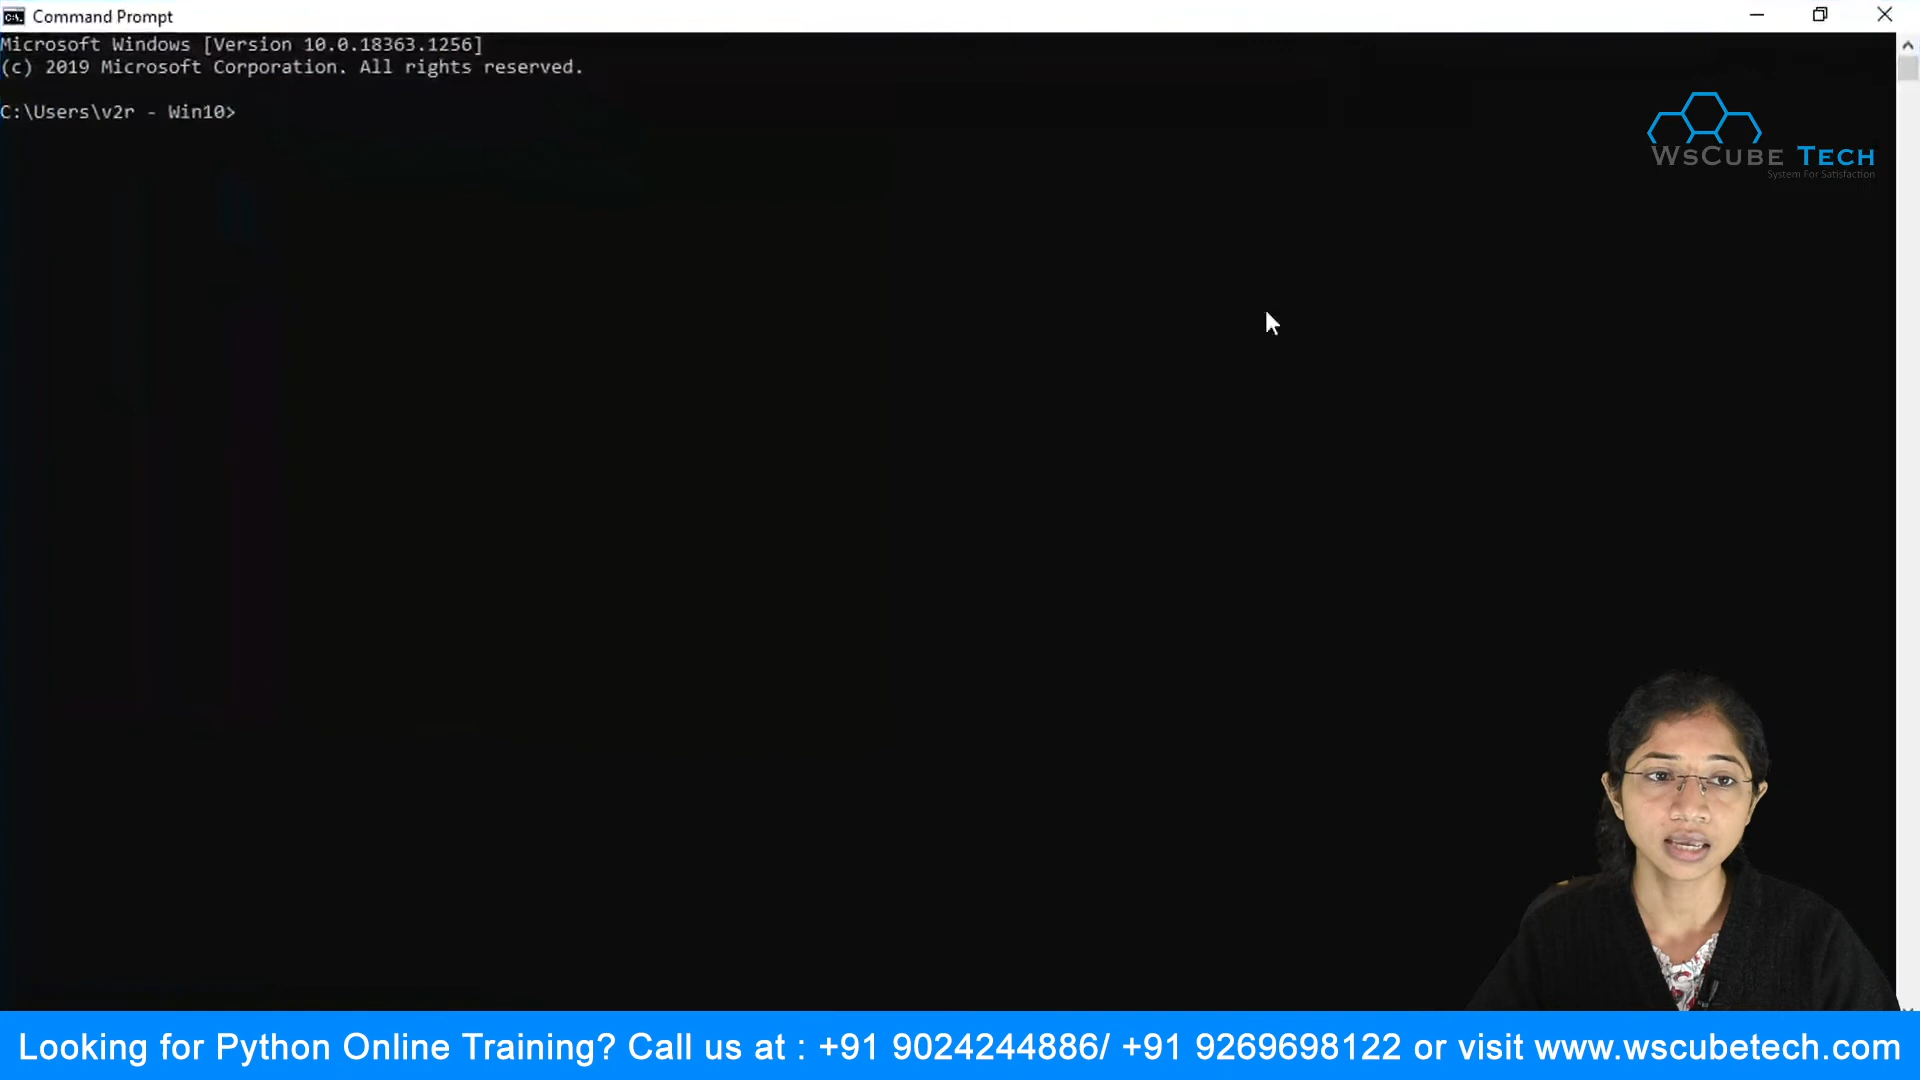 Command Prompt
Microsoft Windows [Version 10.0.18363.1256]
(c) 2019 Microsoft Corporation. All rights reserved.
C:\Users\v2r - Win10>
WsCube Tech
System For Satisfaction
Looking for Python Online Training? Call us at : +91 9024244886/ +91 9269698122 or visit www.wscubetech.com